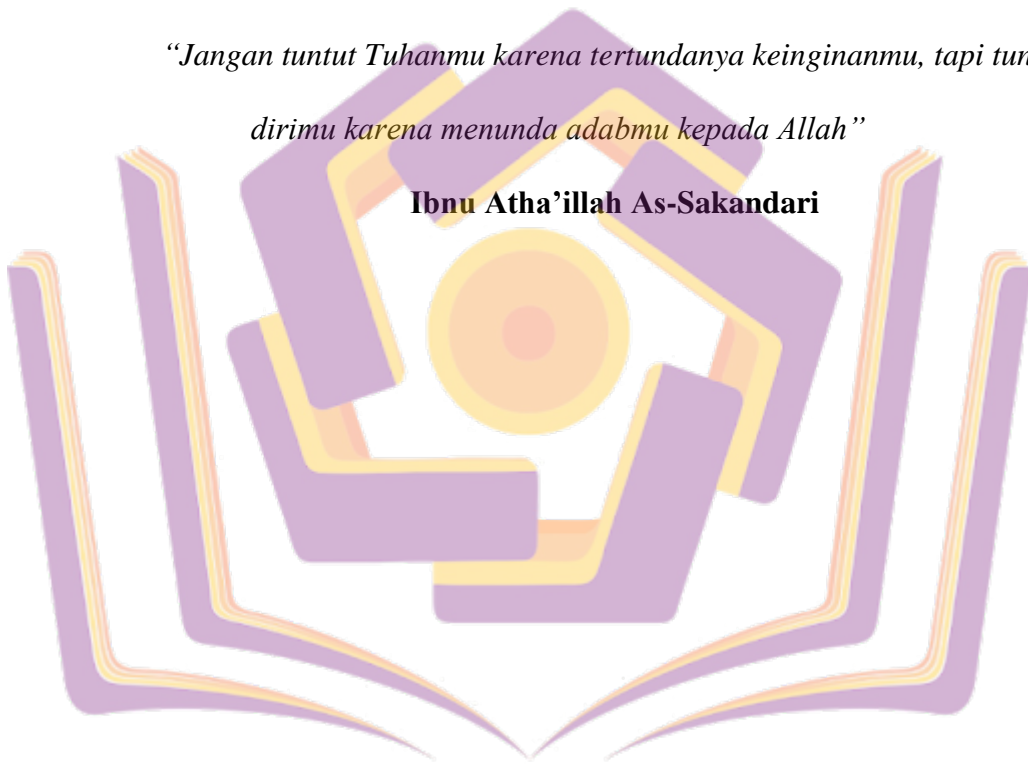 “Jangan tuntut Tuhanmu karena tertundanya keinginanmu, tapi
dirimu karena menunda adabmu kepada Allah”
Ibnu Atha’illah As-Sakandari